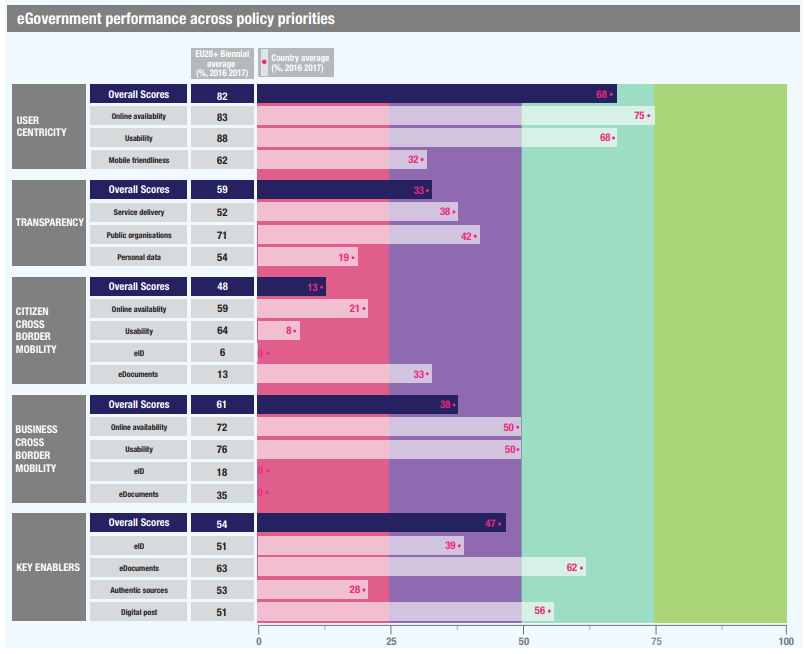 eGovernment performance across policy priorities
EU28+ Biennial
average
(%, 2016 2017)
Country average
(%, 2016 2017)
USER
CENTRICITY
Overall Scores 82 68
Online availablity 83 75
Usability 88 68
Mobile friendliness 62 32
TRANSPARENCY
Overall Scores 59 33
Service delivery 52 38
Public organisations 71 42
Personal data 54 19
CITIZEN
CROSS
BORDER
MOBILITY
Overall Scores 48 13
Online availablity 59 21
Usability 64 8
eID 6 0
eDocuments 13 33
BUSINESS
CROSS
BORDER
MOBILITY
Overall Scores 61 38
Online availability 72 50
Usability 76 50
eID 18 0
eDocuments 35 0
KEY ENABLERS
Overall Scores 54 47
eID 51 39
eDocuments 63 62
Authentic sources 53 28
Digital post 51 56
0 25 50 75 100